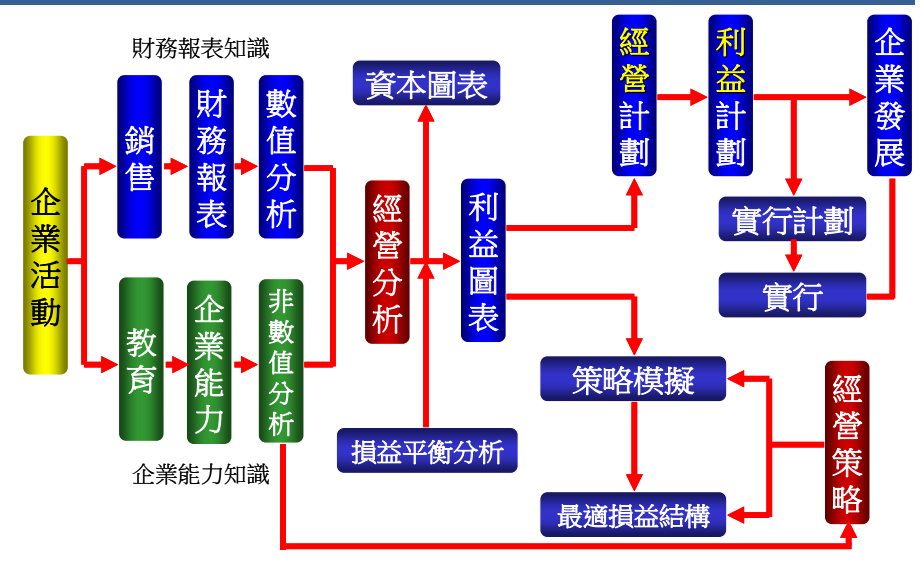 財務報表知識
企業活動
銷售
財務報表
數值分析
教育
企業能力
非數值分析
企業能力知識
資本圖表
經營分析
利益圖表
損益平衡分析
經營計劃
利益計劃
企業發展
實行計劃
實行
策略模擬
最適損益結構
經營策略